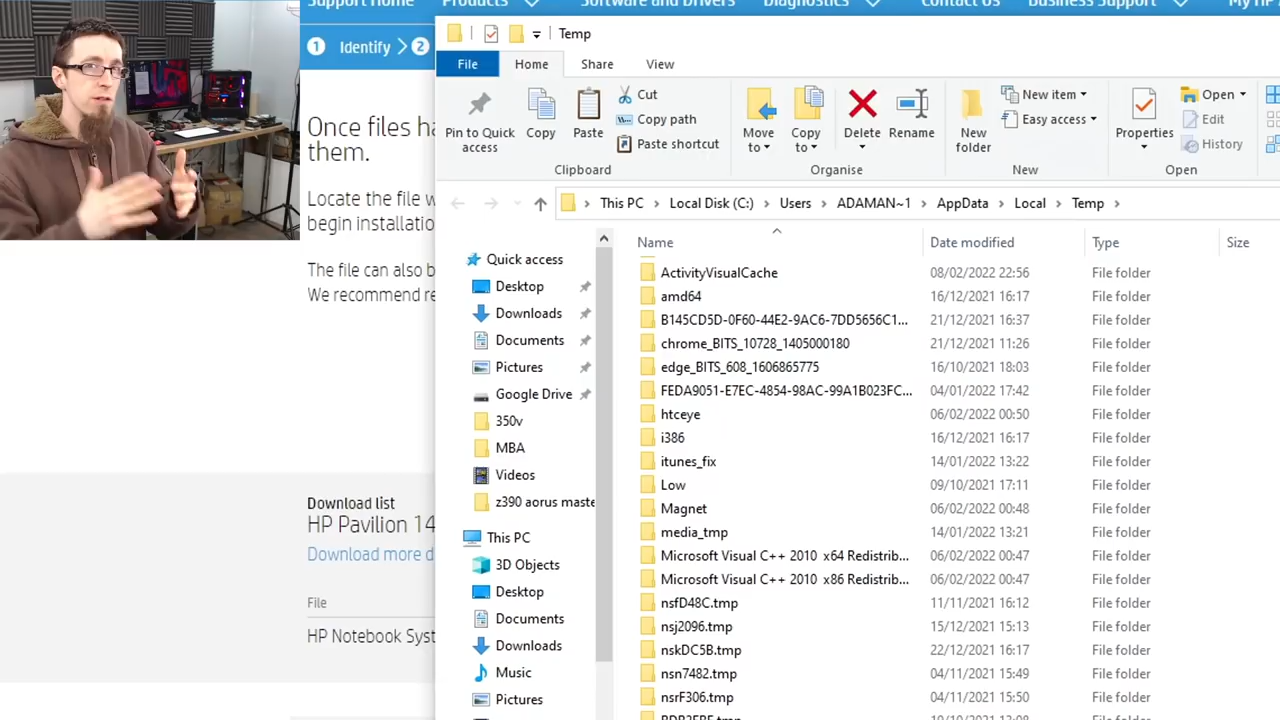 Support Home Products Software and Drivers Diagnostics Contact Us Business Support My HP
1 Identify 2
Once files ha
them.
Locate the file w
begin installatio
The file can also b
We recommend re
Download list
HP Pavilion 14
Download more d
File
HP Notebook Syst
Temp
File Home Share View
Pin to Quick access
Copy
Paste
Cut
Copy path
Paste shortcut
Clipboard
Move to
Copy to
Delete
Rename
Organise
New folder
New item
Easy access
New
Properties
Open
Edit
History
Open
This PC Local Disk (C:) Users ADAMAN~1 AppData Local Temp
Quick access
Desktop
Downloads
Documents
Pictures
Google Drive
350v
MBA
Videos
z390 aorus maste
This PC
3D Objects
Desktop
Documents
Downloads
Music
Pictures
Name Date modified Type Size
ActivityVisualCache 08/02/2022 22:56 File folder
amd64 16/12/2021 16:17 File folder
B145CD5D-0F60-44E2-9AC6-7DD5656C1... 21/12/2021 16:37 File folder
chrome_BITS_10728_1405000180 21/12/2021 11:26 File folder
edge_BITS_608_1606865775 16/10/2021 18:03 File folder
FEDA9051-E7EC-4854-98AC-99A1B023FC... 04/01/2022 17:42 File folder
htceye 06/02/2022 00:50 File folder
i386 16/12/2021 16:17 File folder
itunes_fix 14/01/2022 13:22 File folder
Low 09/10/2021 17:11 File folder
Magnet 06/02/2022 00:48 File folder
media_tmp 14/01/2022 13:21 File folder
Microsoft Visual C++ 2010 x64 Redistrib... 06/02/2022 00:47 File folder
Microsoft Visual C++ 2010 x86 Redistrib... 06/02/2022 00:47 File folder
nsfD48C.tmp 11/11/2021 16:12 File folder
nsj2096.tmp 15/12/2021 15:13 File folder
nskDC5B.tmp 22/12/2021 16:17 File folder
nsn7482.tmp 04/11/2021 15:49 File folder
nsrF306.tmp 04/11/2021 15:50 File folder